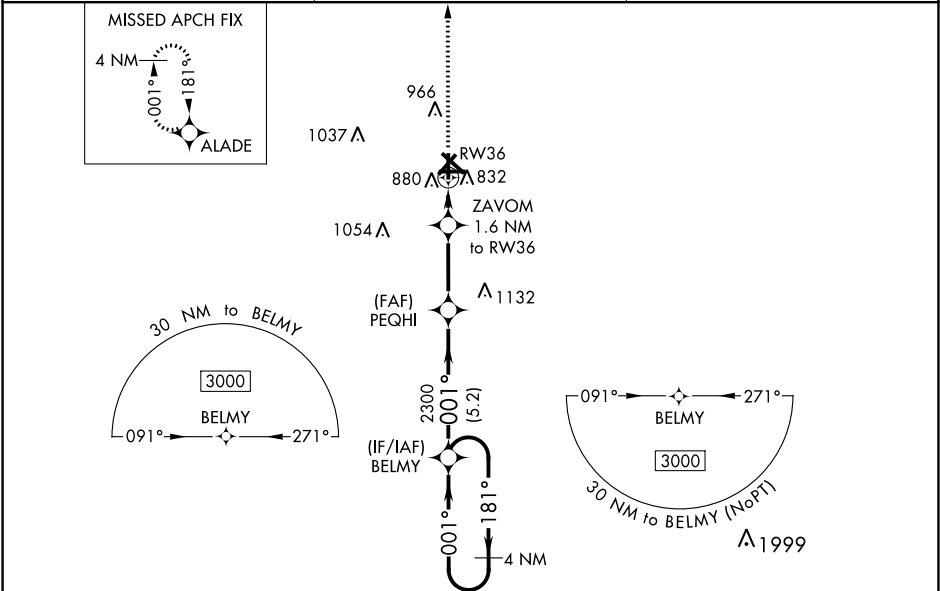 MISSED APCH FIX
4 NM
001°
181°
ALADE
966
1037
RW36
880
832
ZAVOM
1.6 NM
to RW36
1054
1132
(FAF)
PEQHI
30 NM to BELMY
3000
BELMY
091°
271°
2300
001°
(5.2)
(IF/IAF)
BELMY
001°
181°
4 NM
091°
271°
BELMY
3000
30 NM to BELMY (NoPT)
1999